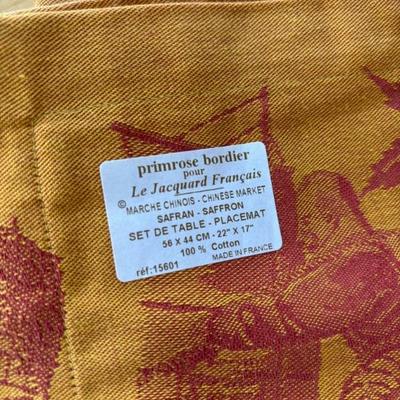 primrose bordier
pour
Le Jacquard Français
© MARCHE CHINOIS - CHINESE MARKET
SAFRAN - SAFFRON
SET DE TABLE - PLACEMAT
56 X 44 CM - 22" X 17"
100 % Cotton
MADE IN FRANCE
réf:15601